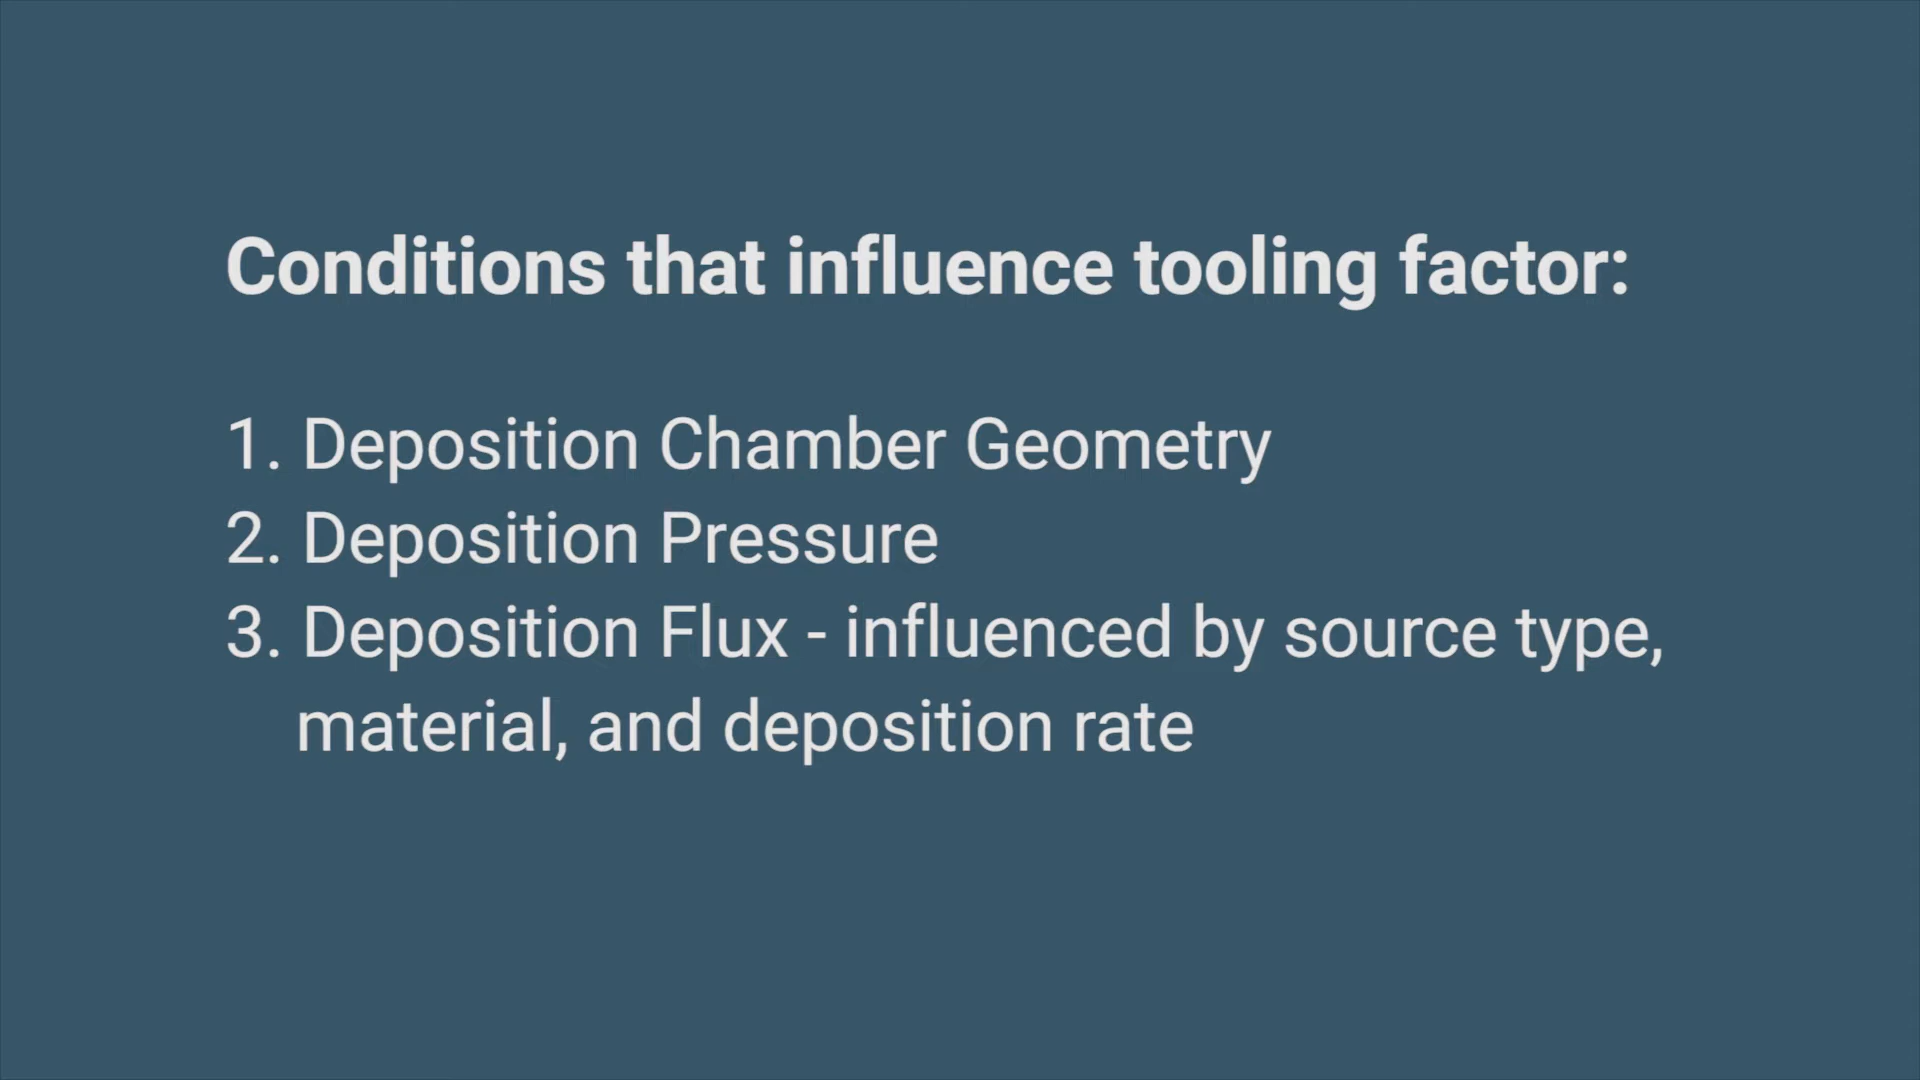 Conditions that influence tooling factor:
1. Deposition Chamber Geometry
2. Deposition Pressure
3. Deposition Flux - influenced by source type,
material, and deposition rate